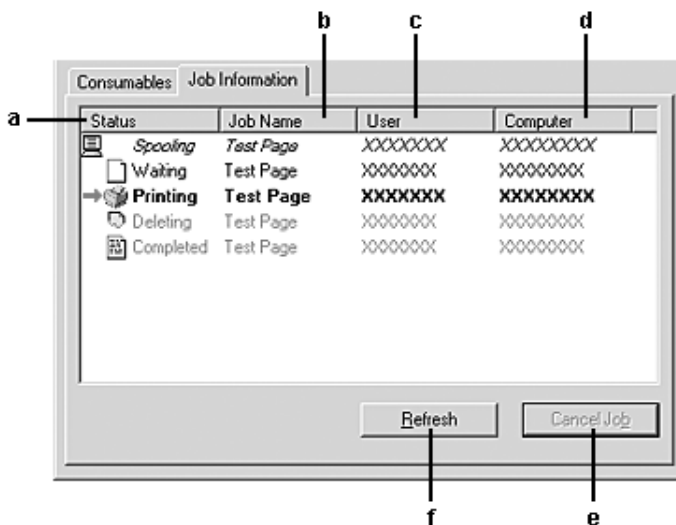 b c d
Consumables Job Information
a
Status Job Name User Computer
Spooling Test Page XXXXXXX XXXXXXXX
Waiting Test Page XXXXXXX XXXXXXXX
Printing Test Page XXXXXXX XXXXXXXX
Deleting Test Page XXXXXXX XXXXXXXX
Completed Test Page XXXXXXX XXXXXXXX
Refresh Cancel Job
f e